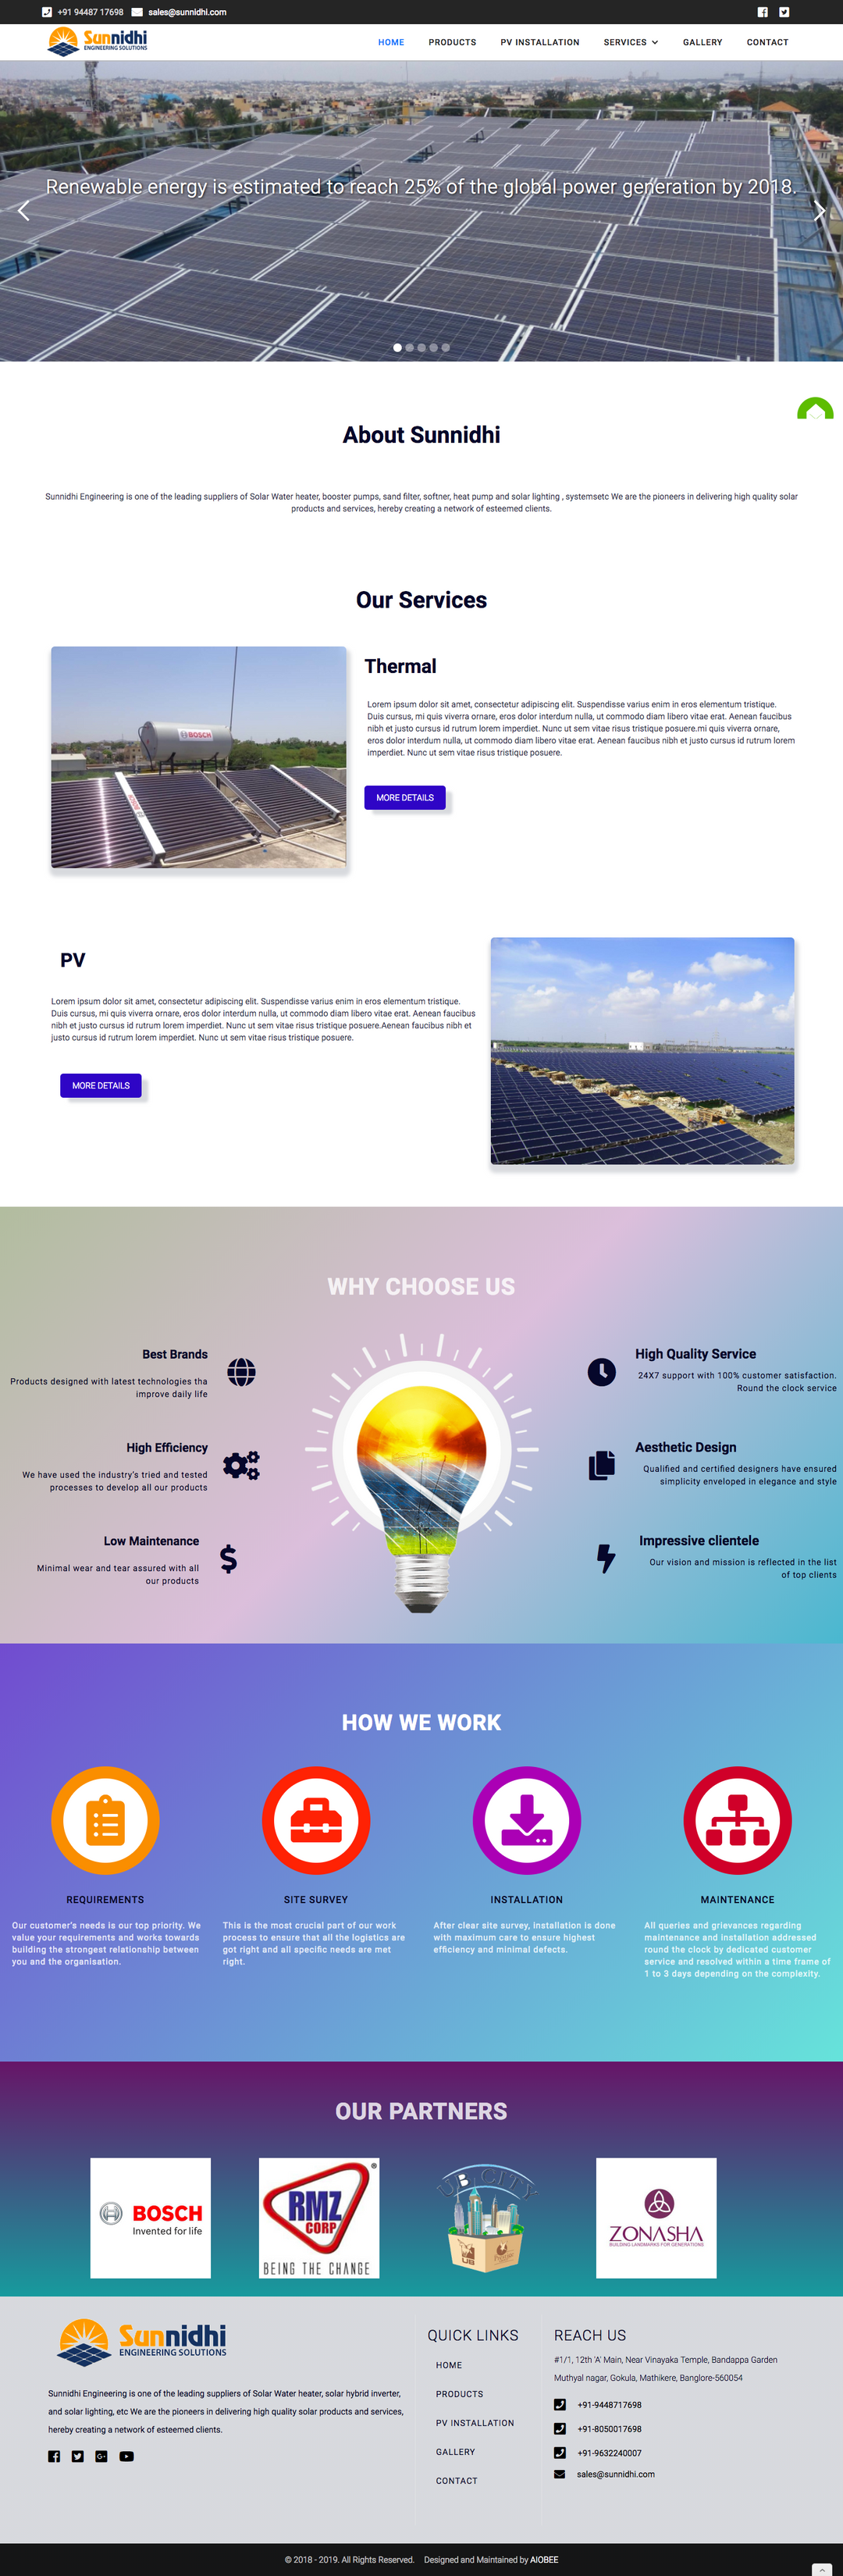 +91 94487 17698 sales@sunnidhi.com
Sunnidhi
ENGINEERING SOLUTIONS
HOME PRODUCTS PV INSTALLATION SERVICES GALLERY CONTACT
Renewable energy is estimated to reach 25% of the global power generation by 2018.
About Sunnidhi
Sunnidhi Engineering is one of the leading suppliers of Solar Water heater, booster pumps, sand filter, softner, heat pump and solar lighting , systemsetc We are the pioneers in delivering high quality solar
products and services, hereby creating a network of esteemed clients.
Our Services
BOSCH
Thermal
Lorem ipsum dolor sit amet, consectetur adipiscing elit. Suspendisse varius enim in eros elementum tristique.
Duis cursus, mi quis viverra ornare, eros dolor interdum nulla, ut commodo diam libero vitae erat. Aenean faucibus
nibh et justo cursus id rutrum lorem imperdiet. Nunc ut sem vitae risus tristique posuere.mi quis viverra ornare,
eros dolor interdum nulla, ut commodo diam libero vitae erat. Aenean faucibus nibh et justo cursus id rutrum lorem
imperdiet. Nunc ut sem vitae risus tristique posuere.
MORE DETAILS
PV
Lorem ipsum dolor sit amet, consectetur adipiscing elit. Suspendisse varius enim in eros elementum tristique.
Duis cursus, mi quis viverra ornare, eros dolor interdum nulla, ut commodo diam libero vitae erat. Aenean faucibus
nibh et justo cursus id rutrum lorem imperdiet. Nunc ut sem vitae risus tristique posuere.Aenean faucibus nibh et
justo cursus id rutrum lorem imperdiet. Nunc ut sem vitae risus tristique posuere.
MORE DETAILS
WHY CHOOSE US
Best Brands
Products designed with latest technologies tha
improve daily life
High Efficiency
We have used the industry's tried and tested
processes to develop all our products
Low Maintenance
Minimal wear and tear assured with all
our products
High Quality Service
24X7 support with 100% customer satisfaction.
Round the clock service
Aesthetic Design
Qualified and certified designers have ensured
simplicity enveloped in elegance and style
Impressive clientele
Our vision and mission is reflected in the list
of top clients
HOW WE WORK
REQUIREMENTS
Our customer's needs is our top priority. We
value your requirements and works towards
building the strongest relationship between
you and the organisation.
SITE SURVEY
This is the most crucial part of our work
process to ensure that all the logistics are
got right and all specific needs are met
right.
INSTALLATION
After clear site survey, installation is done
with maximum care to ensure highest
efficiency and minimal defects.
MAINTENANCE
All queries and grievances regarding
maintenance and installation addressed
round the clock by dedicated customer
service and resolved within a time frame of
1 to 3 days depending on the complexity.
OUR PARTNERS
BOSCH
Invented for life
RMZ
CORP
®
BEING THE CHANGE
UB CITY
UB
ZONASHA
BUILDING LANDMARKS FOR GENERATIONS
Sunnidhi
ENGINEERING SOLUTIONS
Sunnidhi Engineering is one of the leading suppliers of Solar Water heater, solar hybrid inverter,
and solar lighting, etc We are the pioneers in delivering high quality solar products and services,
hereby creating a network of esteemed clients.
QUICK LINKS
HOME
PRODUCTS
PV INSTALLATION
GALLERY
CONTACT
REACH US
#1/1, 12th 'A' Main, Near Vinayaka Temple, Bandappa Garden
Muthyal nagar, Gokula, Mathikere, Banglore-560054
+91-9448717698
+91-8050017698
+91-9632240007
sales@sunnidhi.com
© 2018 - 2019. All Rights Reserved. Designed and Maintained by AIOBEE